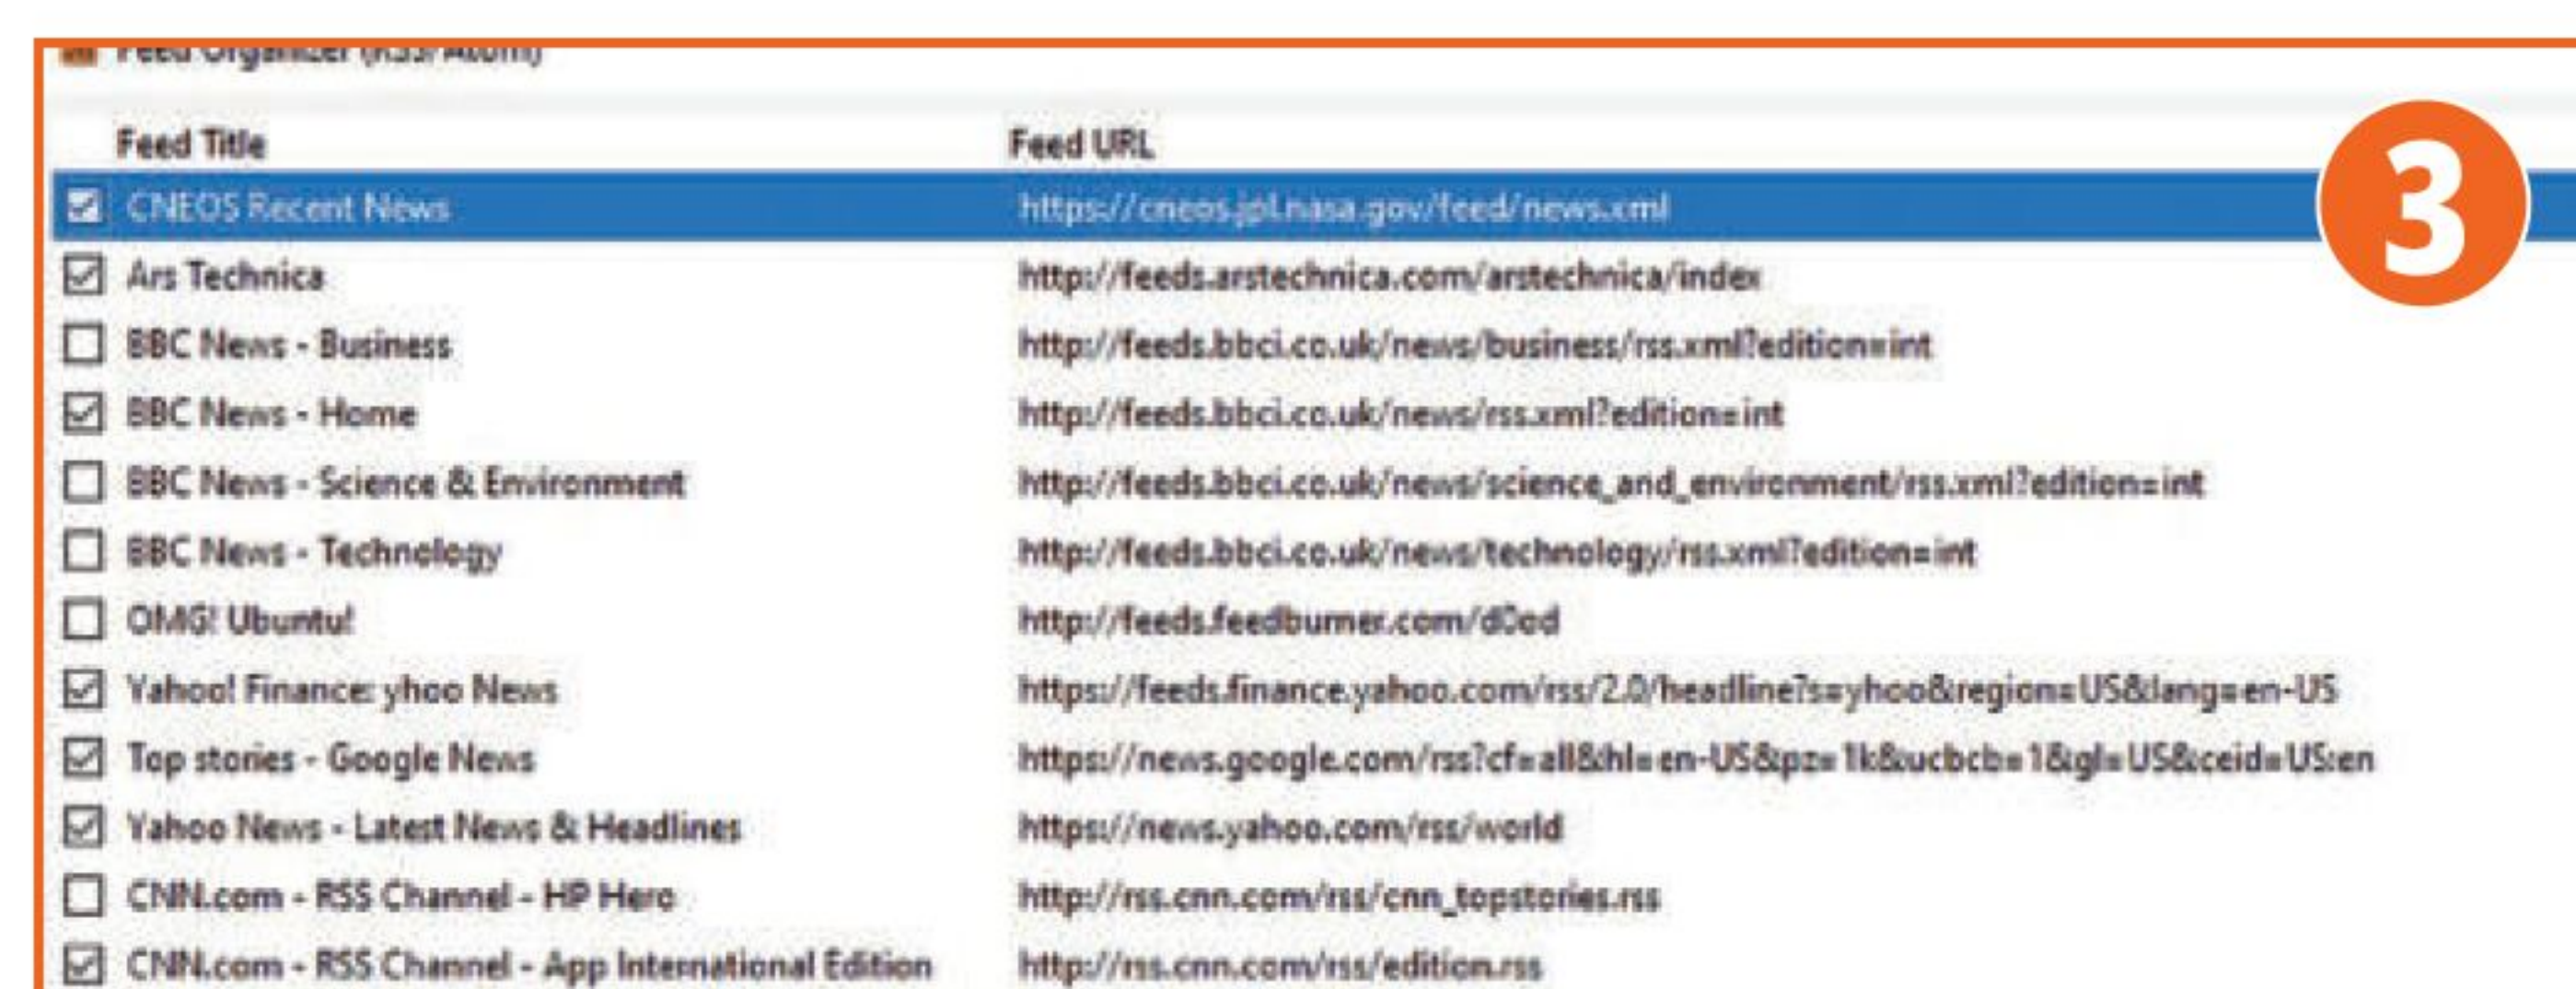 Feed Organizer (RSS/Atom)
Feed Title Feed URL
3
CNEOS Recent News https://cneos.jpl.nasa.gov/feed/news.xml
Ars Technica http://feeds.arstechnica.com/arstechnica/index
BBC News - Business http://feeds.bbci.co.uk/news/business/rss.xml?edition=int
BBC News - Home http://feeds.bbci.co.uk/news/rss.xml?edition=int
BBC News - Science & Environment http://feeds.bbci.co.uk/news/science_and_environment/rss.xml?edition=int
BBC News - Technology http://feeds.bbci.co.uk/news/technology/rss.xml?edition=int
OMG! Ubuntu! http://feeds.feedburner.com/d0od
Yahoo! Finance: yhoo News https://feeds.finance.yahoo.com/rss/2.0/headline?s=yhoo&region=US&lang=en-US
Top stories - Google News https://news.google.com/rss?cf=all&hl=en-US&pz=1k&ucbcb=1&gl=US&ceid=US:en
Yahoo News - Latest News & Headlines https://news.yahoo.com/rss/world
CNN.com - RSS Channel - HP Hero http://rss.cnn.com/rss/cnn_topstories.rss
CNN.com - RSS Channel - App International Edition http://rss.cnn.com/rss/edition.rss